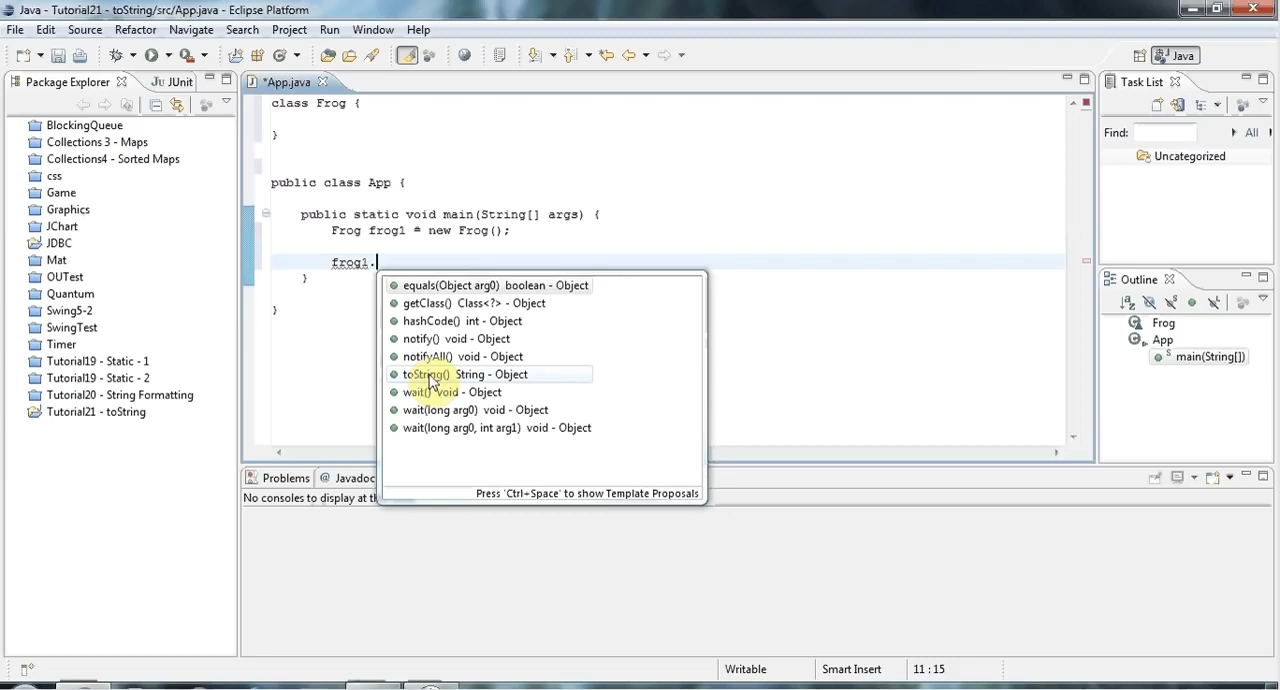 Java - Tutorial21 - toString/src/App.java - Eclipse Platform
File Edit Source Refactor Navigate Search Project Run Window Help
Java
Package Explorer
Ju JUnit
BlockingQueue
Collections 3 - Maps
Collections4 - Sorted Maps
css
Game
Graphics
JChart
JDBC
Mat
OUTest
Quantum
Swing5-2
SwingTest
Timer
Tutorial19 - Static - 1
Tutorial19 - Static - 2
Tutorial20 - String Formatting
Tutorial21 - toString
*App.java
class Frog {
}
public class App {
public static void main(String[] args) {
Frog frog1 = new Frog();
frog1.
}
}
equals(Object arg0) boolean - Object
getClass() Class<?> - Object
hashCode() int - Object
notify() void - Object
notifyAll() void - Object
toString() String - Object
wait() void - Object
wait(long arg0) void - Object
wait(long arg0, int arg1) void - Object
Press 'Ctrl+Space' to show Template Proposals
Task List
Find:
All
Uncategorized
Outline
Frog
App
main(String[])
Problems
@ Javadoc
No consoles to display at
Writable
Smart Insert
11 : 15